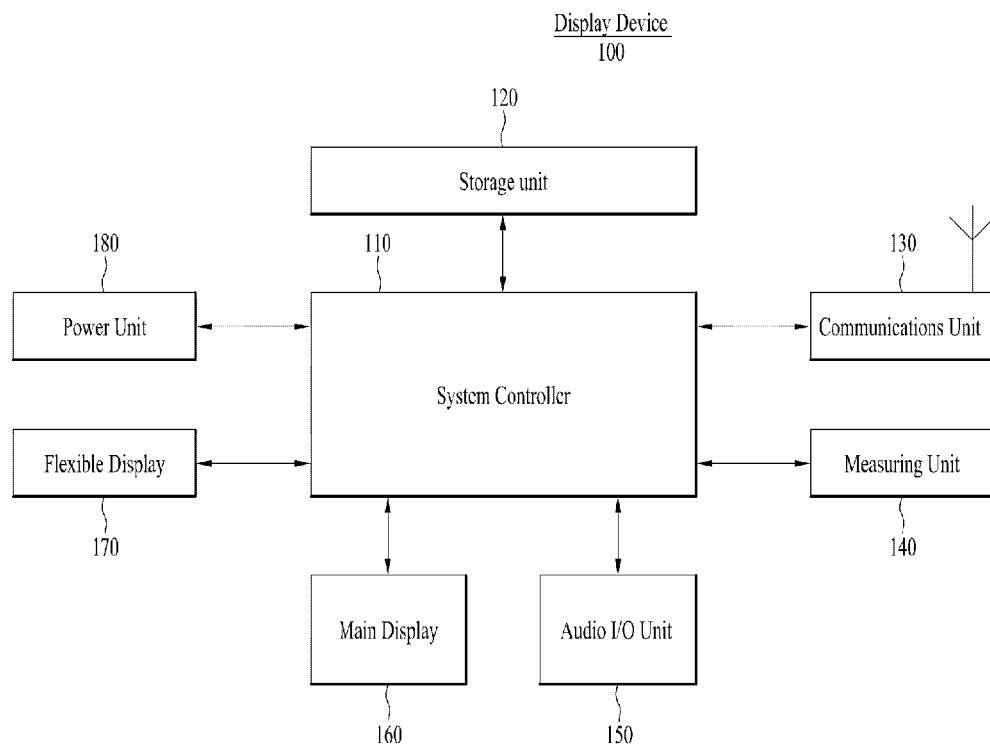 Display Device
100
120
Storage unit
180
110
130
Power Unit
System Controller
Communications Unit
Flexible Display
Measuring Unit
170
140
Main Display
Audio I/O Unit
160
150